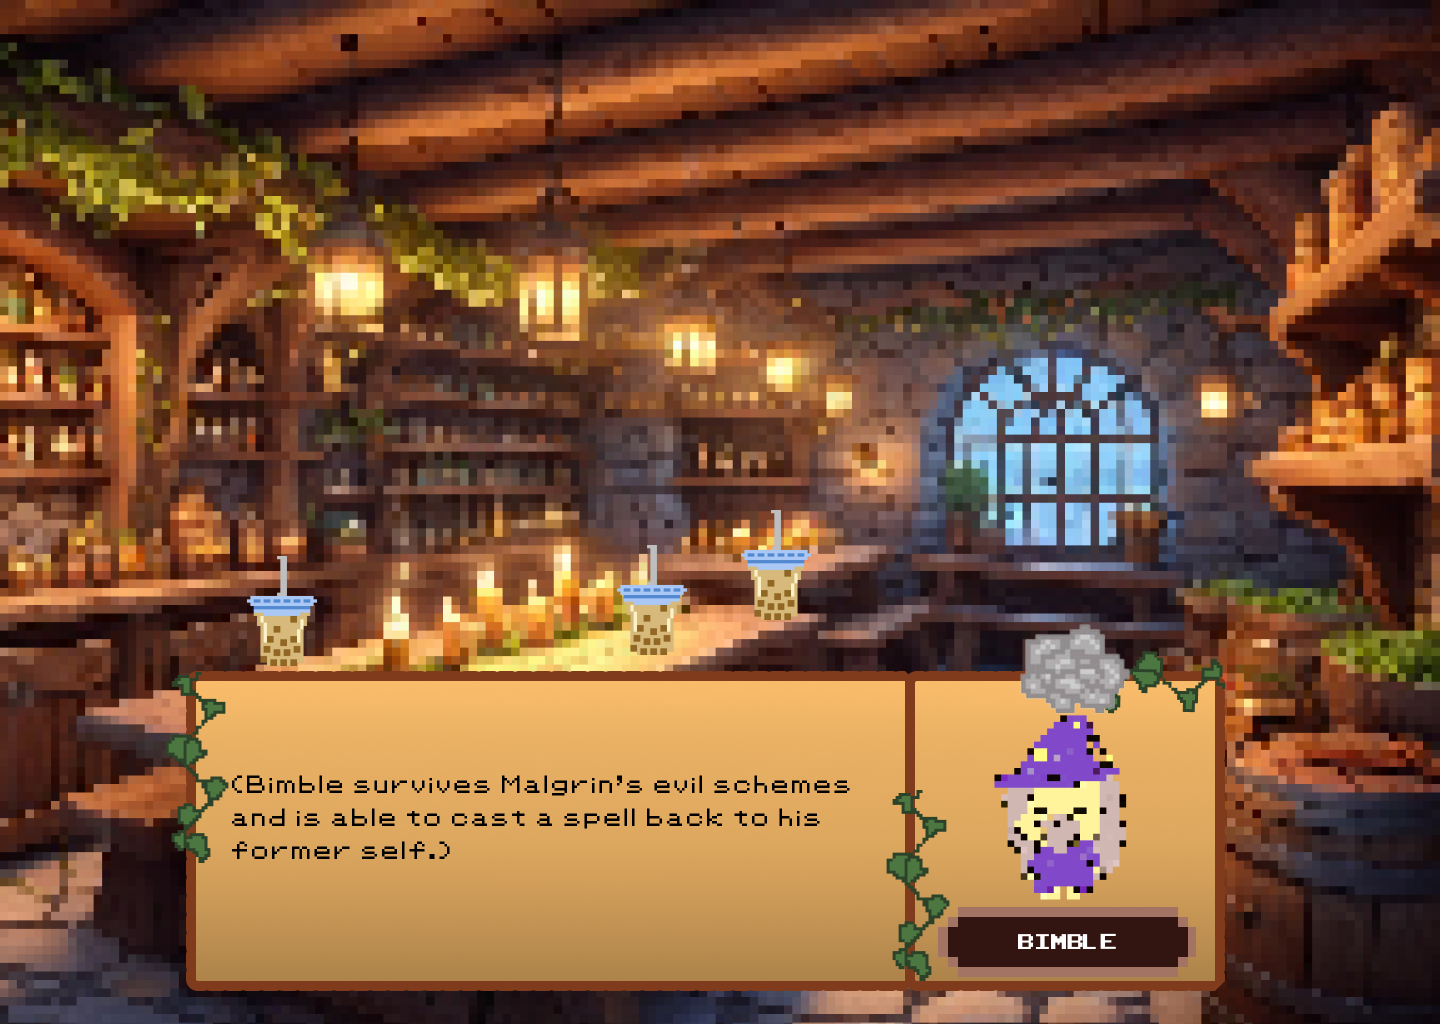 (Bimble survives Malgrin's evil schemes
and is able to cast a spell back to his
former self.)
BIMBLE